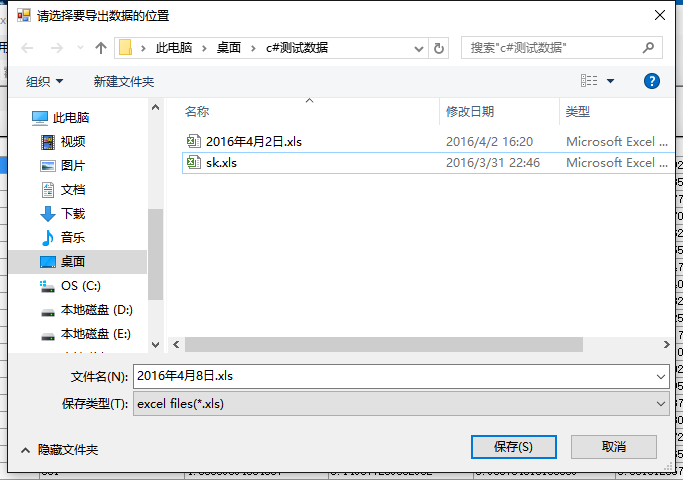 请选择要导出数据的位置
此电脑 桌面 c#测试数据
搜索"c#测试数据"
组织 新建文件夹
名称 修改日期 类型
此电脑
视频
图片
文档
下载
音乐
桌面
OS (C:)
本地磁盘 (D:)
本地磁盘 (E:)
2016年4月2日.xls 2016/4/2 16:20 Microsoft Excel ...
sk.xls 2016/3/31 22:46 Microsoft Excel ...
文件名(N): 2016年4月8日.xls
保存类型(T): excel files(*.xls)
隐藏文件夹 保存(S) 取消